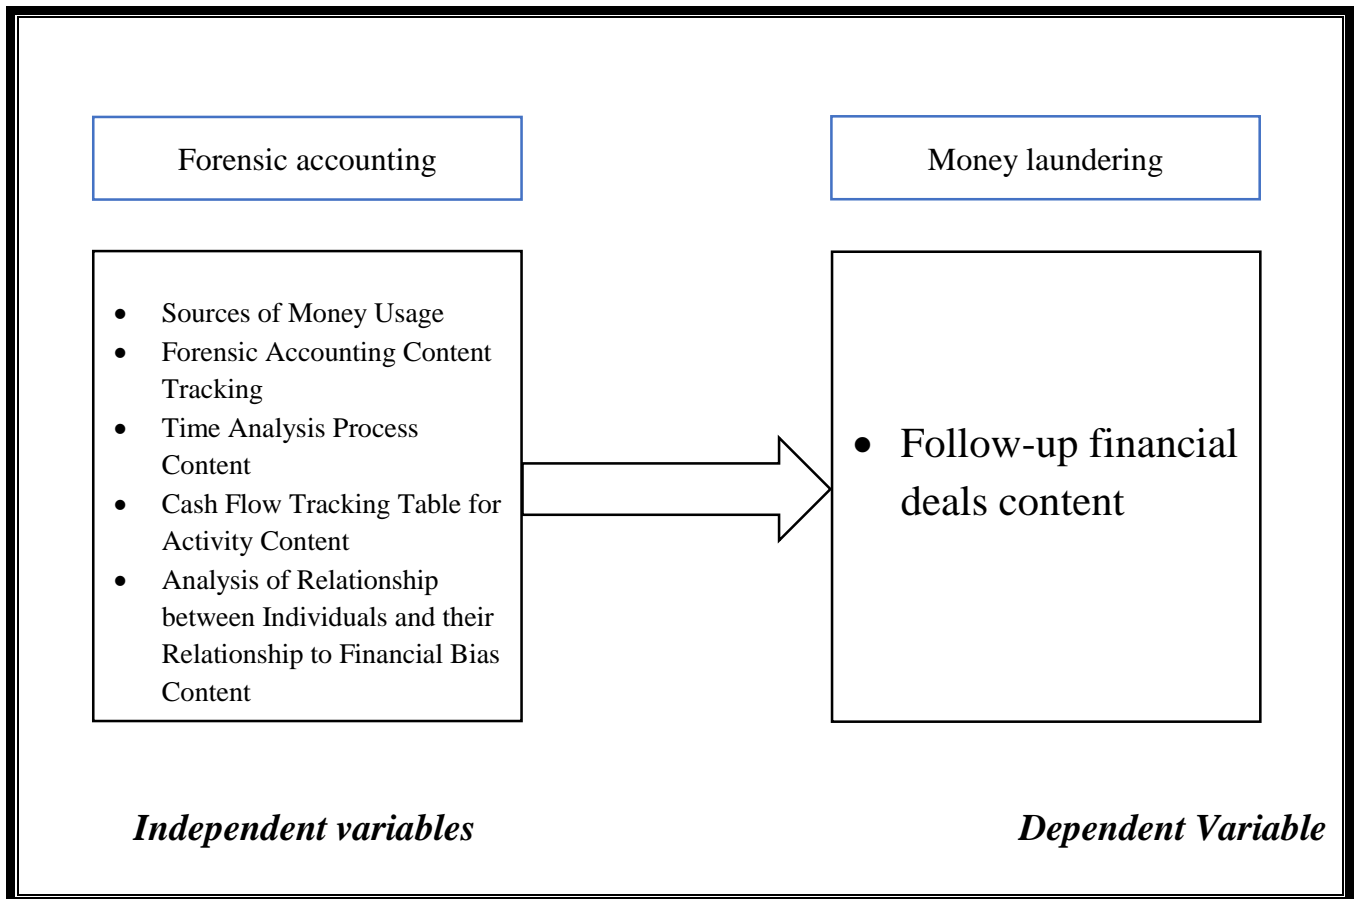 Forensic accounting
Money laundering
• Sources of Money Usage
• Forensic Accounting Content
Tracking
• Time Analysis Process
Content
• Cash Flow Tracking Table for
Activity Content
• Analysis of Relationship
between Individuals and their
Relationship to Financial Bias
Content
• Follow-up financial
deals content
Independent variables
Dependent Variable